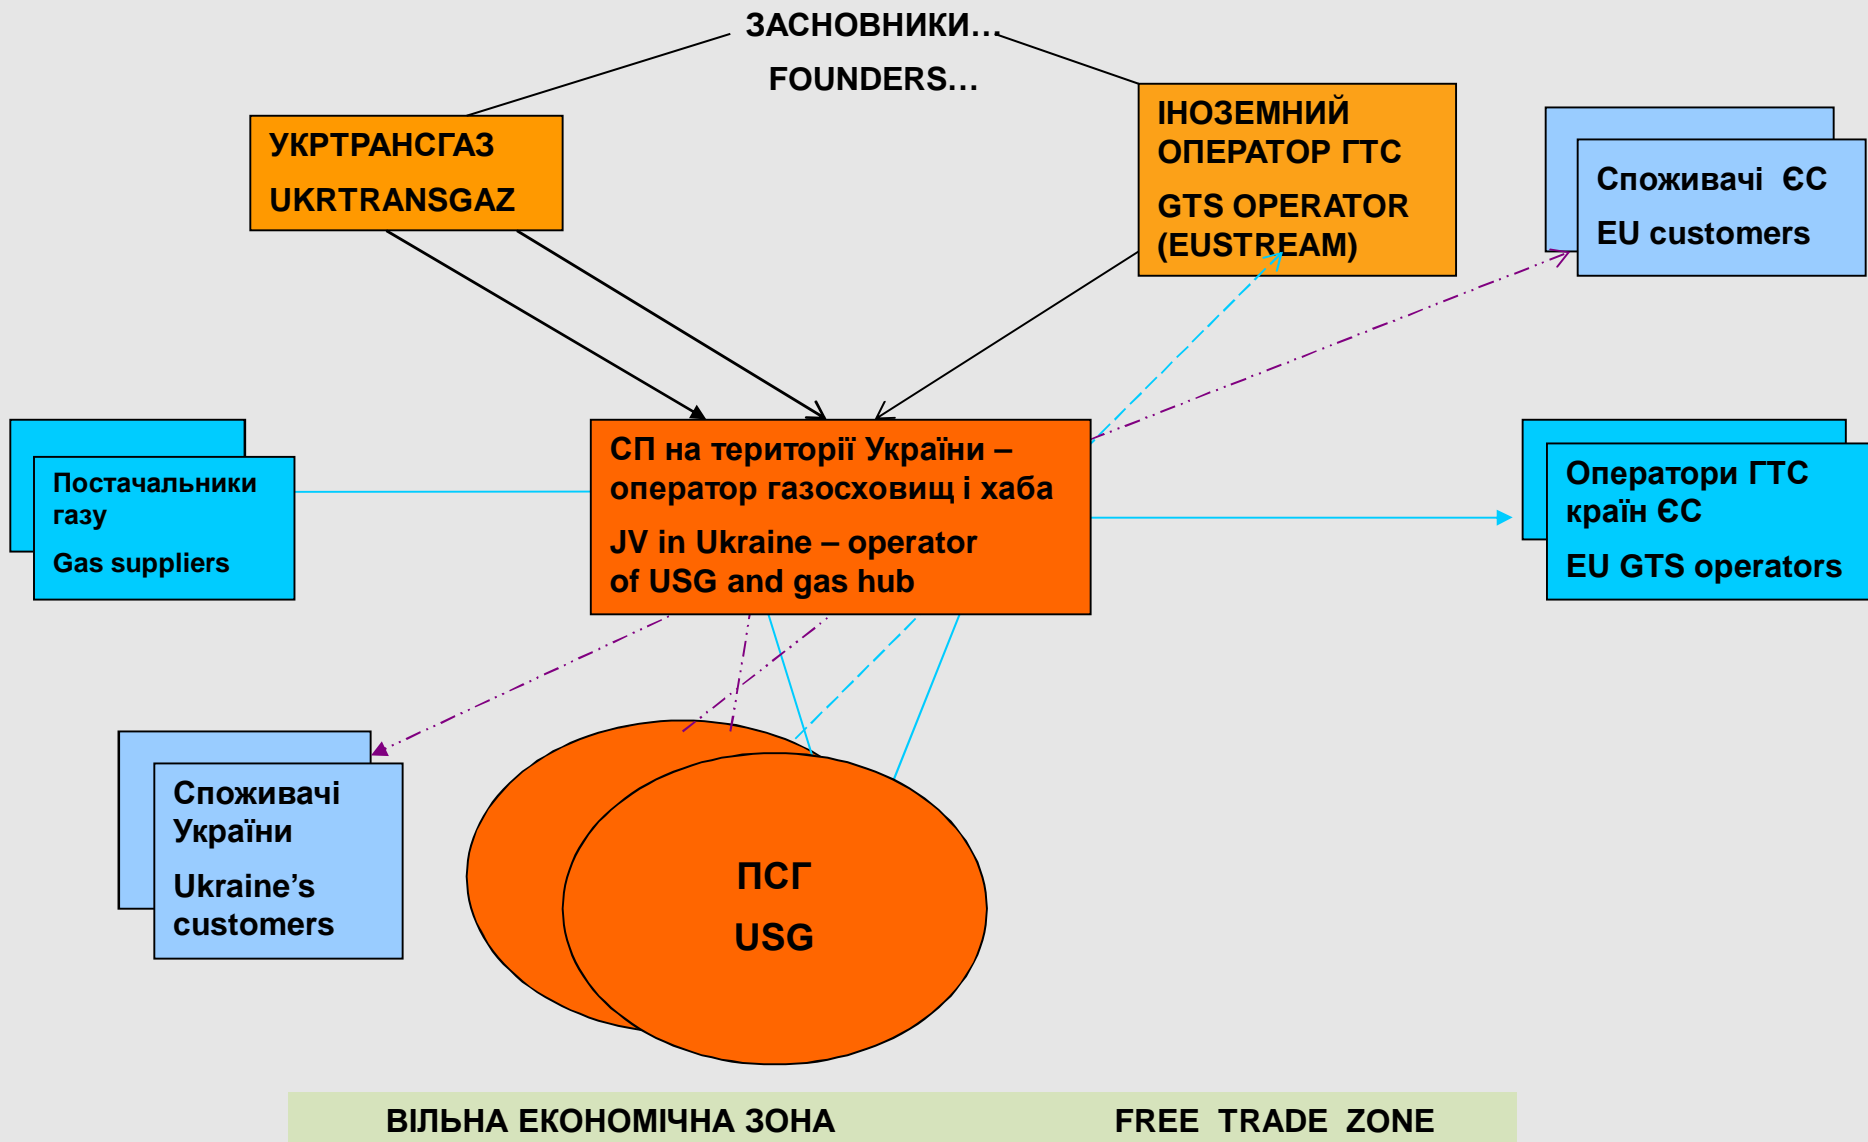 ЗАСНОВНИКИ…
FOUNDERS…
УКРТРАНСГАЗ
UKRTRANSGAZ
ІНОЗЕМНИЙ
ОПЕРАТОР ГТС
GTS OPERATOR
(EUSTREAM)
Споживачі ЄС
EU customers
Постачальники
газу
Gas suppliers
СП на території України –
оператор газосховищ і хаба
JV in Ukraine – operator
of USG and gas hub
Оператори ГТС
країн ЄС
EU GTS operators
Споживачі
України
Ukraine’s
customers
ПСГ
USG
ВІЛЬНА ЕКОНОМІЧНА ЗОНА FREE TRADE ZONE